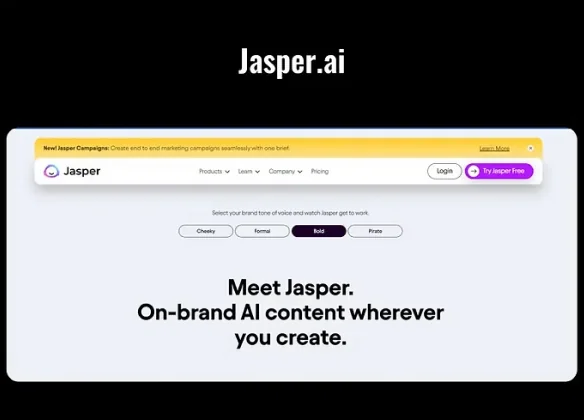 Jasper.ai
New! Jasper Campaigns: Create end to end marketing campaigns seamlessly with one brief! Learn More
Jasper Products Learn Company Pricing Login Try Jasper Free
Select your brand tone of voice and watch Jasper get to work.
Cheeky Formal Bold Pirate
Meet Jasper.
On-brand AI content wherever
you create.